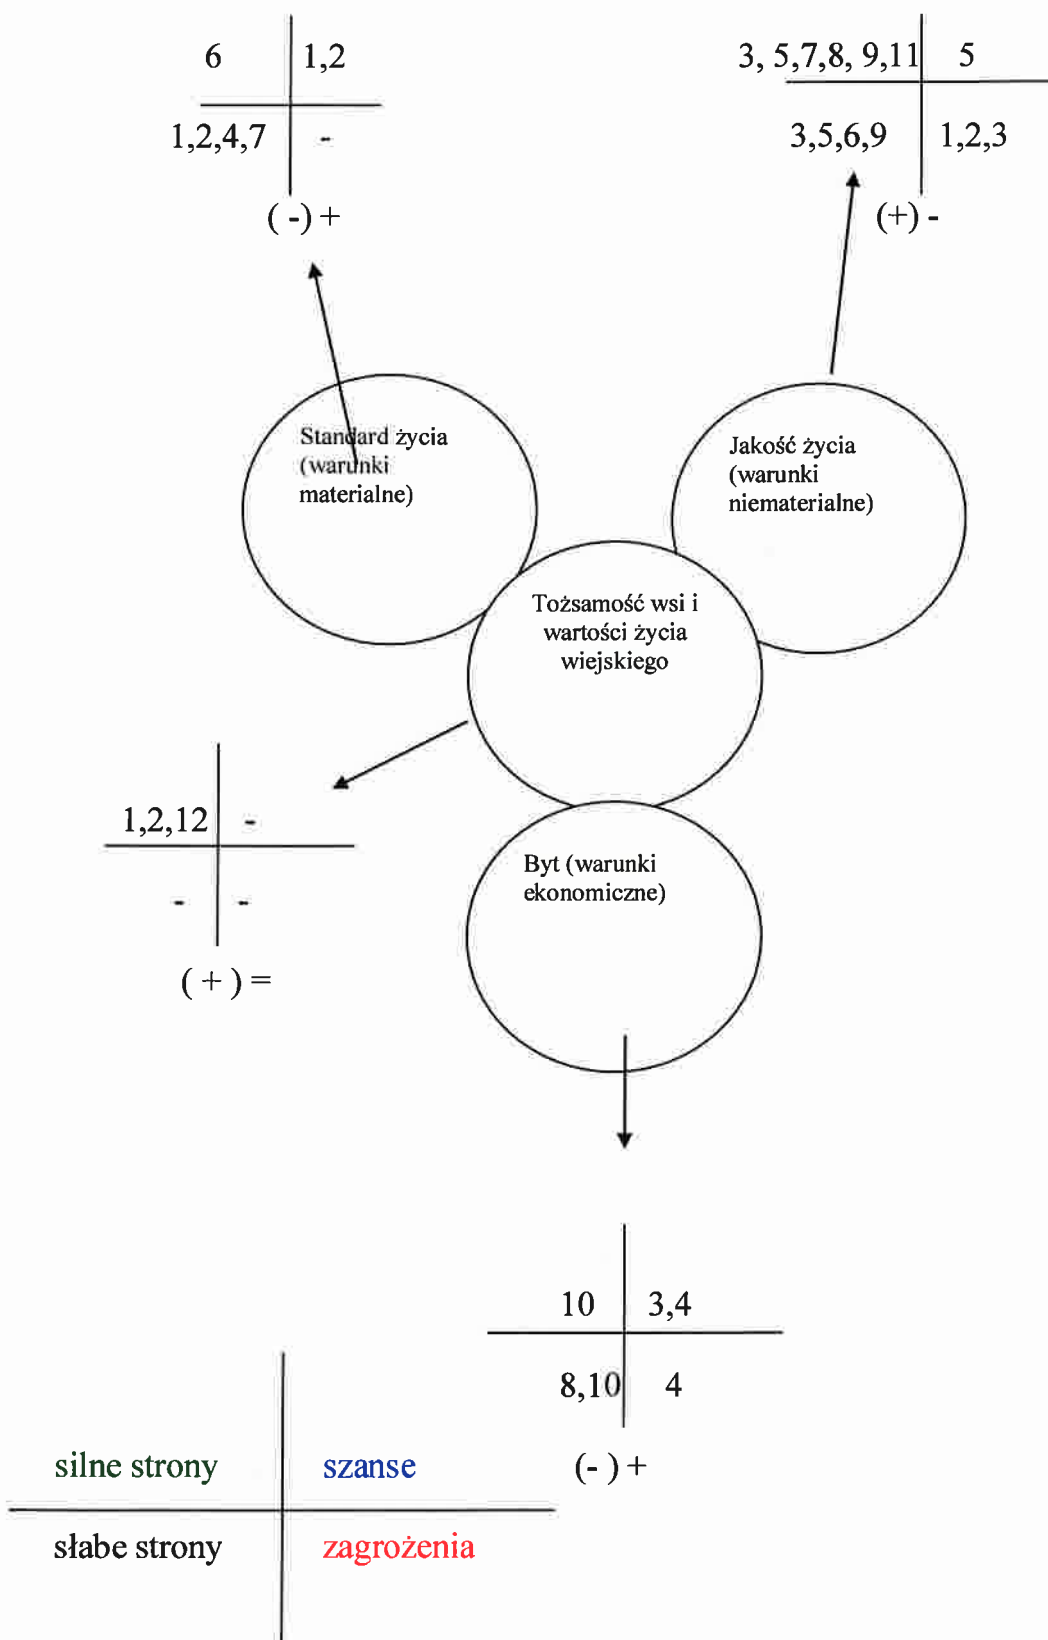 6 1,2
1,2,4,7 -
( -) +
3, 5,7,8, 9,11 5
3,5,6,9 1,2,3
(+) -
Standard życia
(warunki
materialne)
Jakość życia
(warunki
niematerialne)
Tożsamość wsi i
wartości życia
wiejskiego
1,2,12 -
- -
( + ) =
Byt (warunki
ekonomiczne)
10 3,4
8,10 4
(- ) +
silne strony szanse
słabe strony zagrożenia